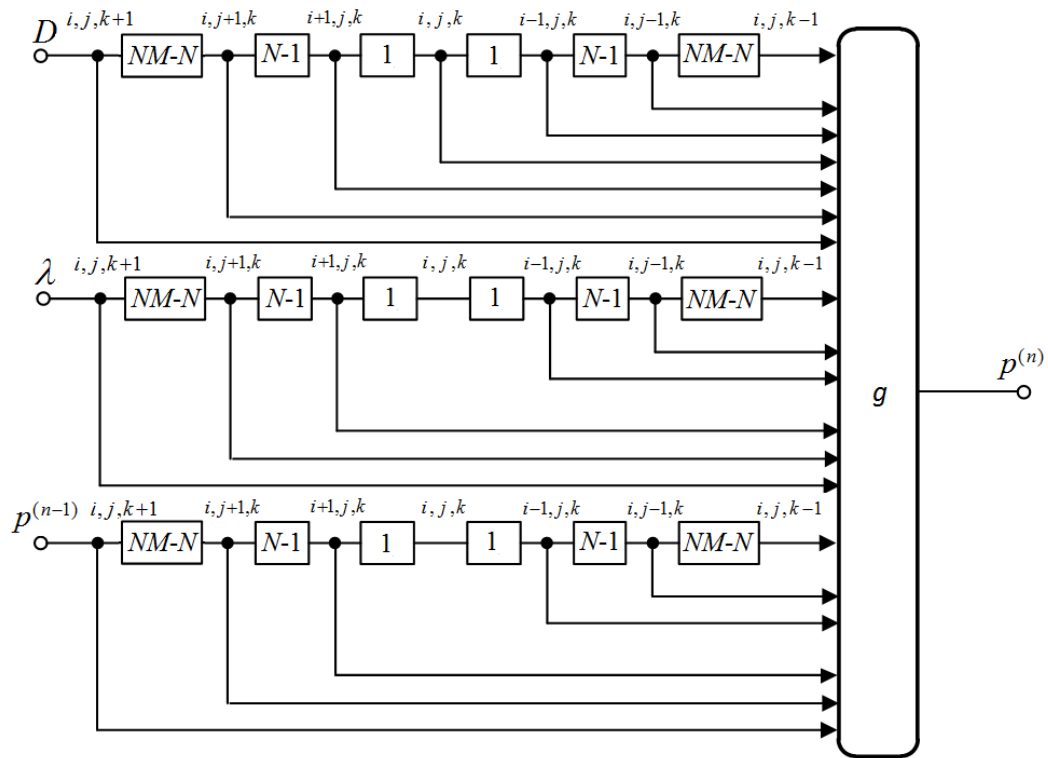 D i, j, k+1 i, j+1, k i+1, j, k i, j, k i-1, j, k i, j-1, k i, j, k-1
NM-N N-1 1 1 N-1 NM-N
λ i, j, k+1 i, j+1, k i+1, j, k i, j, k i-1, j, k i, j-1, k i, j, k-1
NM-N N-1 1 1 N-1 NM-N
g p⁽ⁿ⁾
p⁽ⁿ⁻¹⁾ i, j, k+1 i, j+1, k i+1, j, k i, j, k i-1, j, k i, j-1, k i, j, k-1
NM-N N-1 1 1 N-1 NM-N